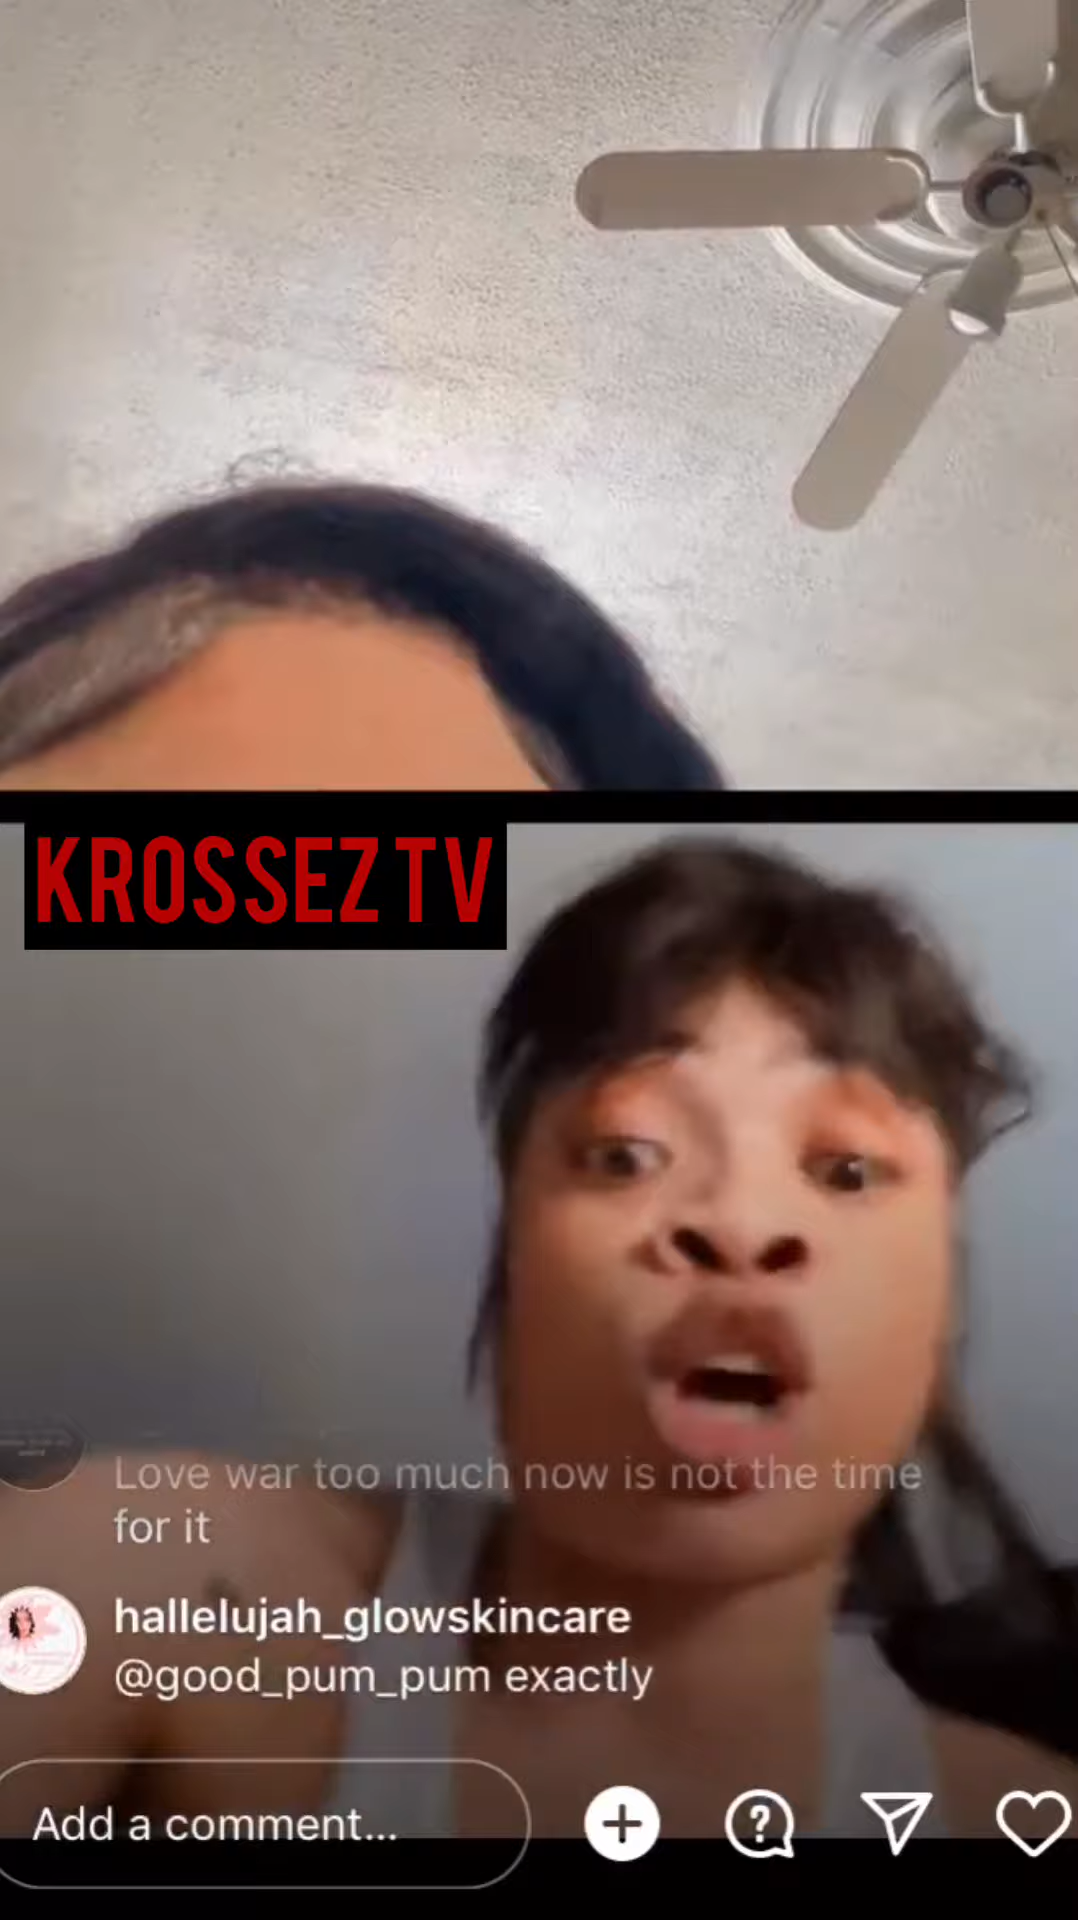 KROSSEZ TV
Love war too much now is not the time
for it
hallelujah_glowskincare
@good_pum_pum exactly
Add a comment...